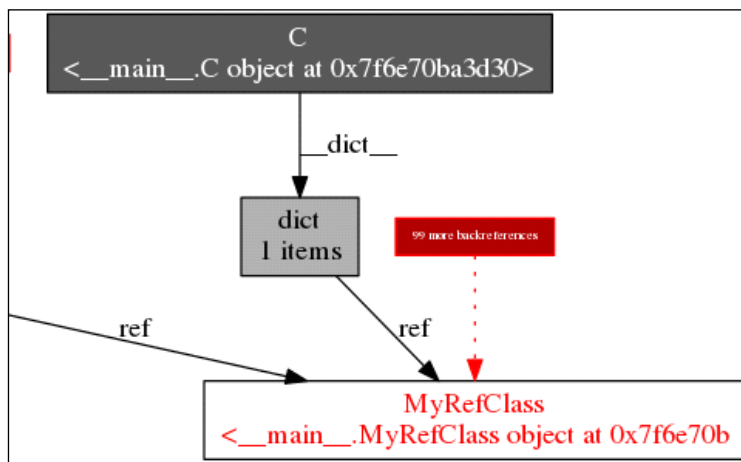 C
<__main__.C object at 0x7f6e70ba3d30>
__dict__
dict
1 items
99 more backreferences
ref
ref
MyRefClass
<__main__.MyRefClass object at 0x7f6e70b